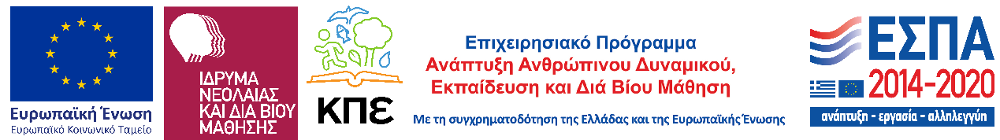 Ευρωπαϊκή Ένωση
Ευρωπαϊκό Κοινωνικό Ταμείο
ΙΔΡΥΜΑ
ΝΕΟΛΑΙΑΣ
ΚΑΙ ΔΙΑ ΒΙΟΥ
ΜΑΘΗΣΗΣ
ΚΠε
Επιχειρησιακό Πρόγραμμα
Ανάπτυξη Ανθρώπινου Δυναμικού,
Εκπαίδευση και Διά Βίου Μάθηση
Με τη συγχρηματοδότηση της Ελλάδας και της Ευρωπαϊκής Ένωσης
ΕΣΠΑ
2014-2020
ανάπτυξη - εργασία - αλληλεγγύη